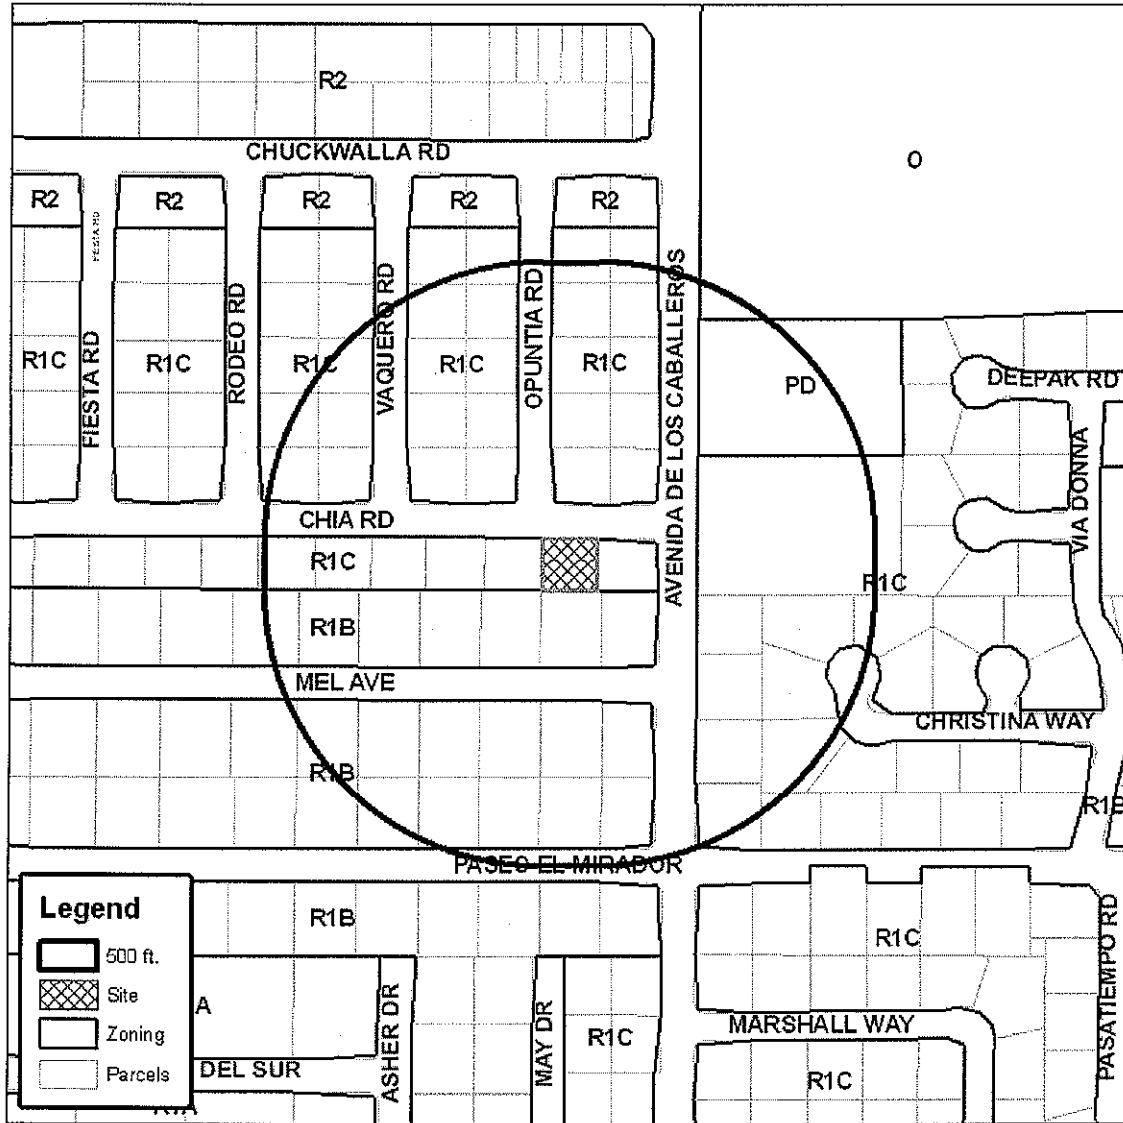 R2
CHUCKWALLA RD
O
R2
R2
R2
R2
R2
FIESTA RD
FIESTA RD
RODEO RD
VAQUERO RD
OPUNTIA RD
AVENIDA DE LOS CABALLEROS
R1C
R1C
R1C
R1C
R1C
PD
DEEPAK RD
VIA DONNA
CHIA RD
R1C
R1C
R1B
MEL AVE
CHRISTINA WAY
R1B
R1B
PASEO EL MIRADOR
R1B
R1C
PASATIEMPO RD
A
ASHER DR
MAY DR
R1C
MARSHALL WAY
DEL SUR
R1C
R1A
Legend
500 ft.
Site
Zoning
Parcels